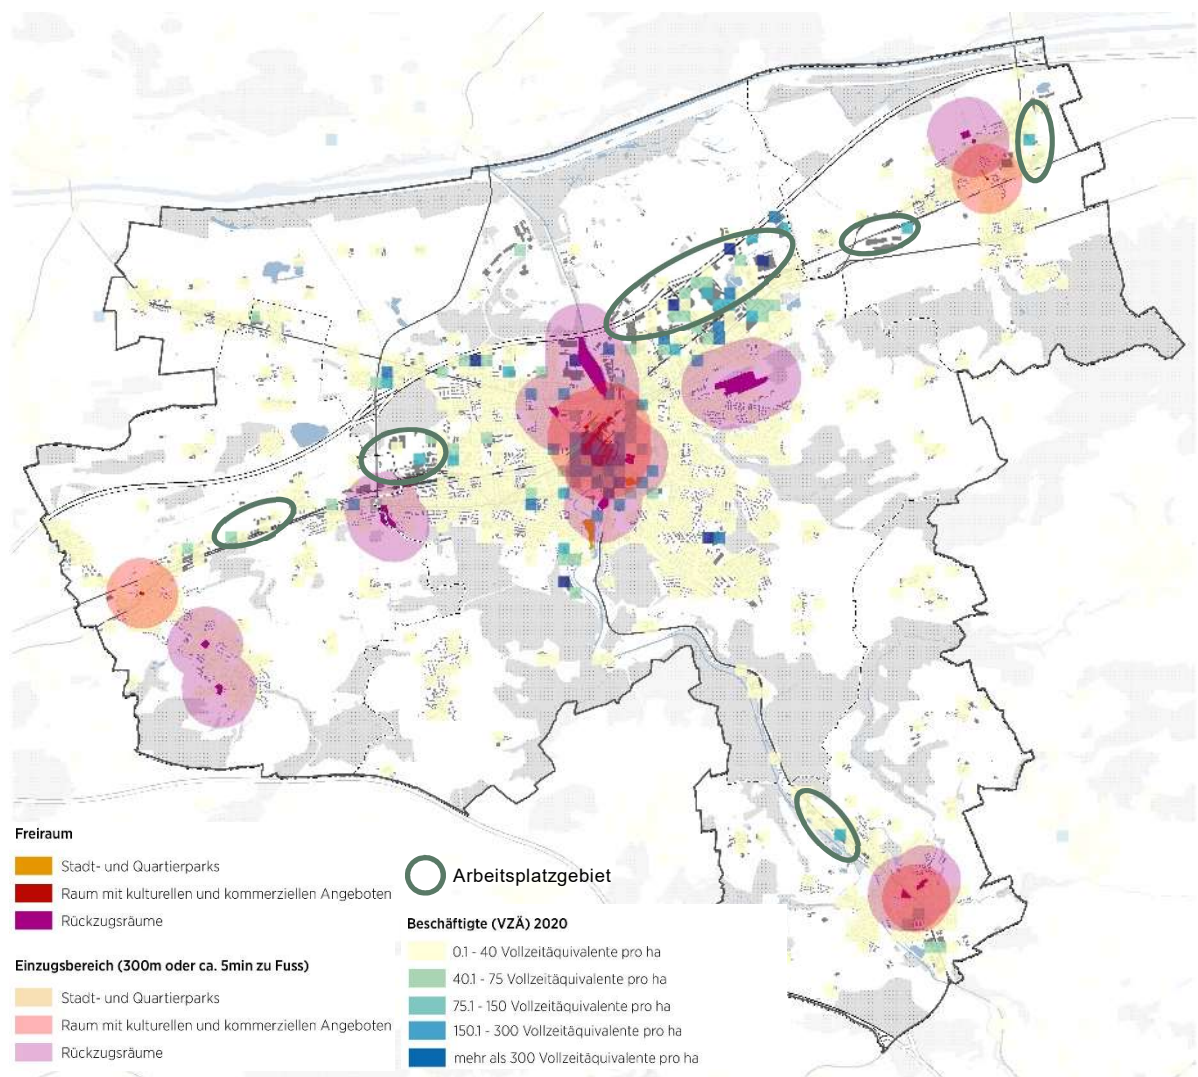 Freiraum
Stadt- und Quartierparks
Raum mit kulturellen und kommerziellen Angeboten
Rückzugsräume
Einzugsbereich (300m oder ca. 5min zu Fuss)
Stadt- und Quartierparks
Raum mit kulturellen und kommerziellen Angeboten
Rückzugsräume
Arbeitsplatzgebiet
Beschäftigte (VZÄ) 2020
0.1 - 40 Vollzeitäquivalente pro ha
40.1 - 75 Vollzeitäquivalente pro ha
75.1 - 150 Vollzeitäquivalente pro ha
150.1 - 300 Vollzeitäquivalente pro ha
mehr als 300 Vollzeitäquivalente pro ha